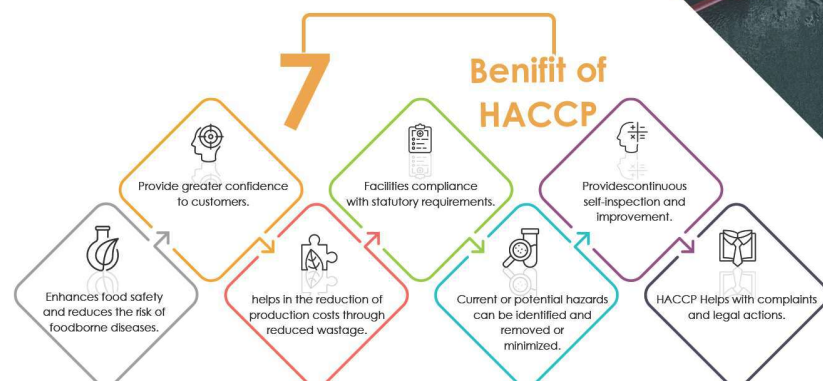 7
Benifit of
HACCP
Enhances food safety
and reduces the risk of
foodborne diseases.
Provide greater confidence
to customers.
helps in the reduction of
production costs through
reduced wastage.
Facilities compliance
with statutory requirements.
Current or potential hazards
can be identified and
removed or
minimized.
Providescontinuous
self-inspection and
improvement.
HACCP Helps with complaints
and legal actions.